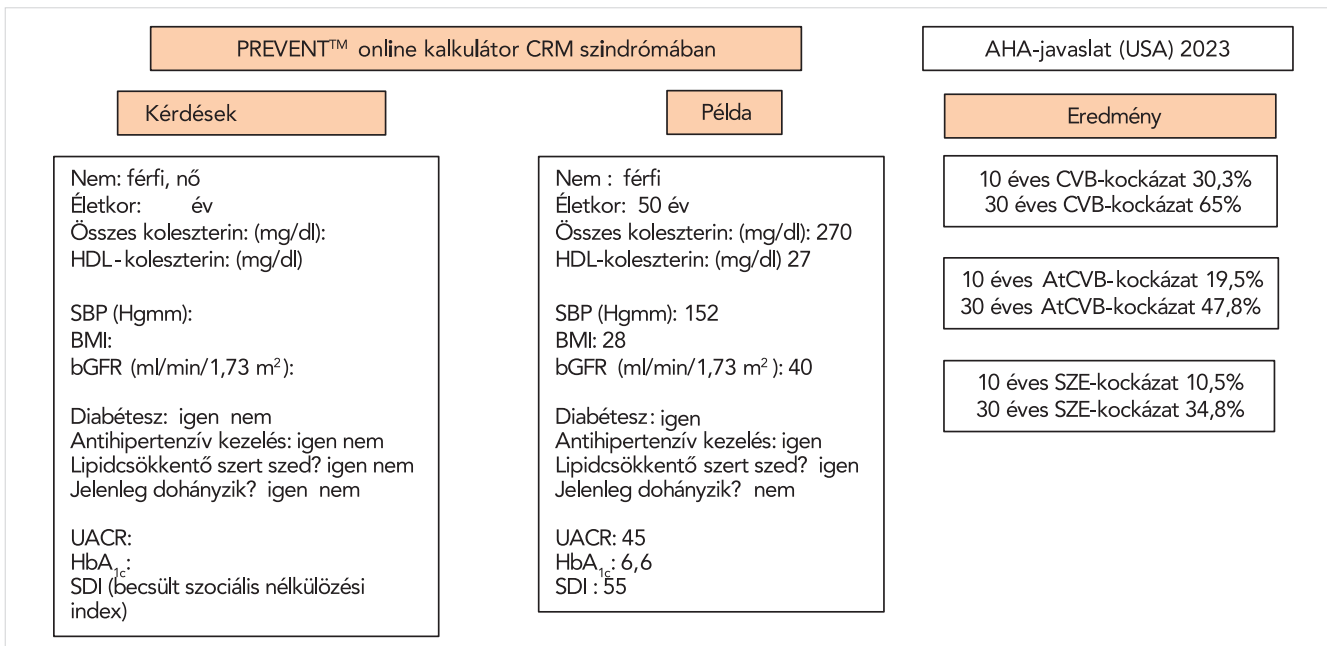 PREVENT™ online kalkulátor CRM szindrómában
AHA-javaslat (USA) 2023
Kérdések
Nem: férfi, nő
Életkor: év
Összes koleszterin: (mg/dl):
HDL-koleszterin: (mg/dl)
SBP (Hgmm):
BMI:
bGFR (ml/min/1,73 m²):
Diabétesz: igen nem
Antihipertenzív kezelés: igen nem
Lipidcsökkentő szert szed? igen nem
Jelenleg dohányzik? igen nem
UACR:
HbA1c:
SDI (becsült szociális nélkülözési
index)
Példa
Nem : férfi
Életkor: 50 év
Összes koleszterin: (mg/dl): 270
HDL-koleszterin: (mg/dl) 27
SBP (Hgmm): 152
BMI: 28
bGFR (ml/min/1,73 m² ): 40
Diabétesz: igen
Antihipertenzív kezelés: igen
Lipidcsökkentő szert szed? igen
Jelenleg dohányzik? nem
UACR: 45
HbA1c: 6,6
SDI : 55
Eredmény
10 éves CVB-kockázat 30,3%
30 éves CVB-kockázat 65%
10 éves AtCVB-kockázat 19,5%
30 éves AtCVB-kockázat 47,8%
10 éves SZE-kockázat 10,5%
30 éves SZE-kockázat 34,8%